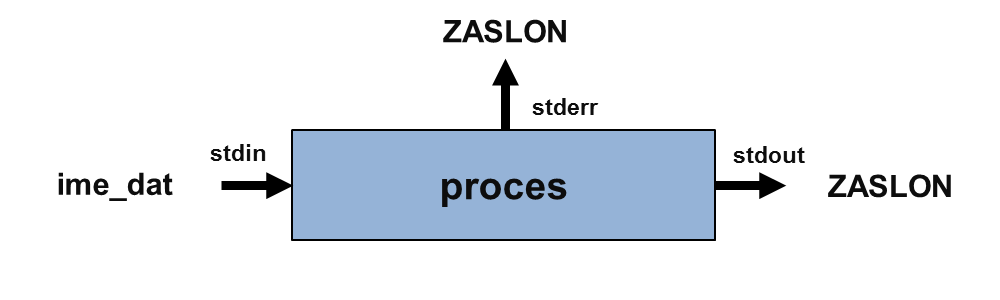 ZASLON
stderr
stdin
stdout
ime_dat
proces
ZASLON